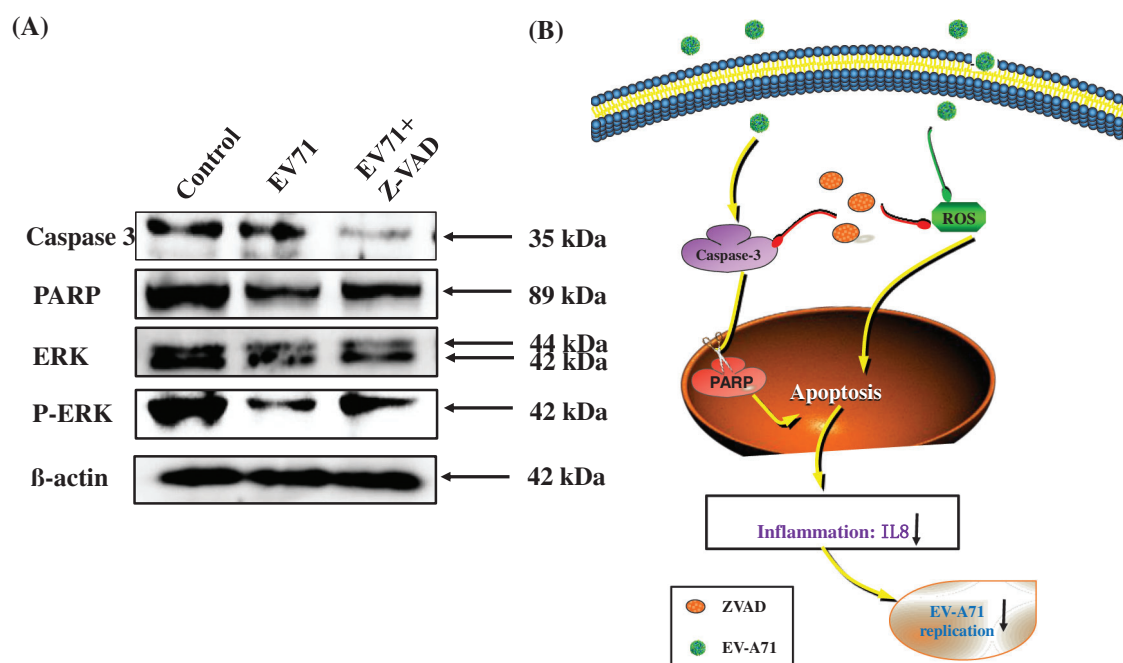 (A)
Control
EV71
EV71+
Z-VAD
Caspase 3
35 kDa
PARP
89 kDa
ERK
44 kDa
42 kDa
P-ERK
42 kDa
ß-actin
42 kDa
(B)
ROS
Caspase-3
PARP
Apoptosis
Inflammation: IL8
EV-A71
replication
ZVAD
EV-A71